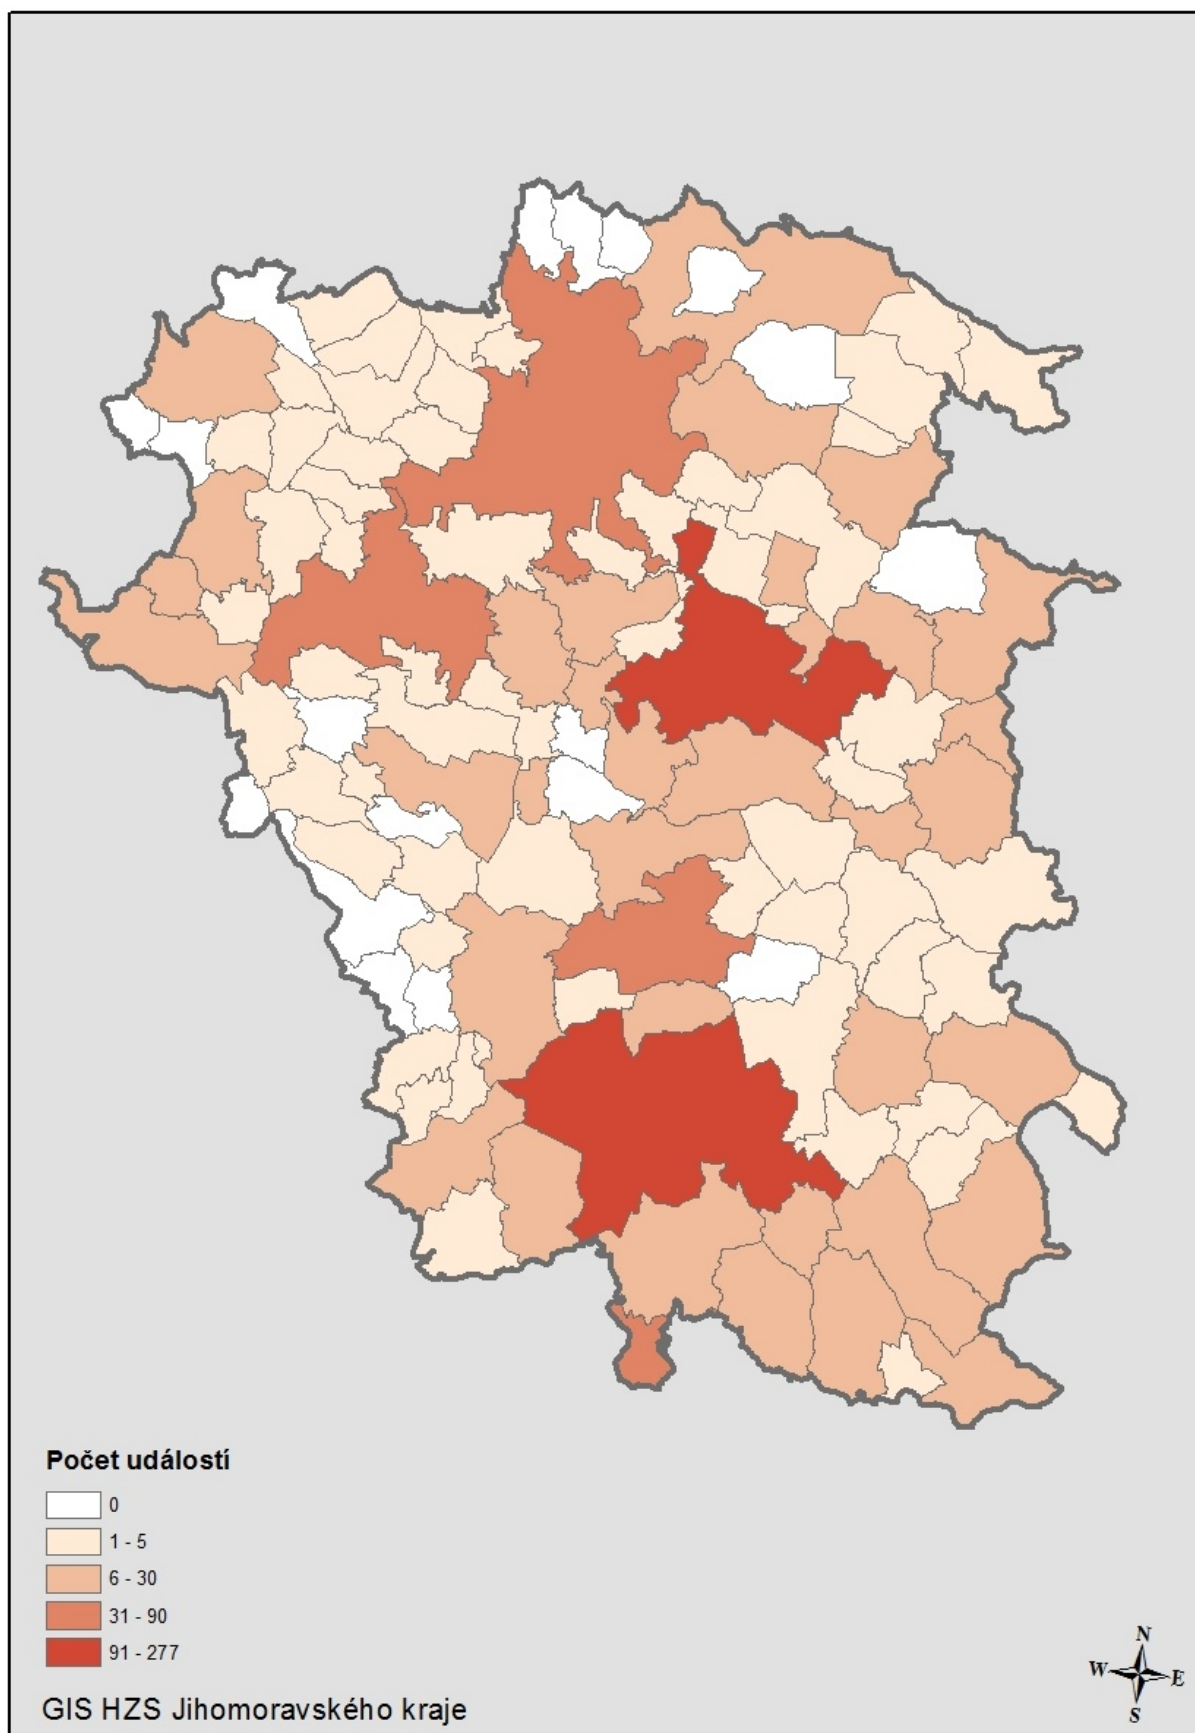 Počet událostí
0
1 - 5
6 - 30
31 - 90
91 - 277
GIS HZS Jihomoravského kraje
N
W E
S